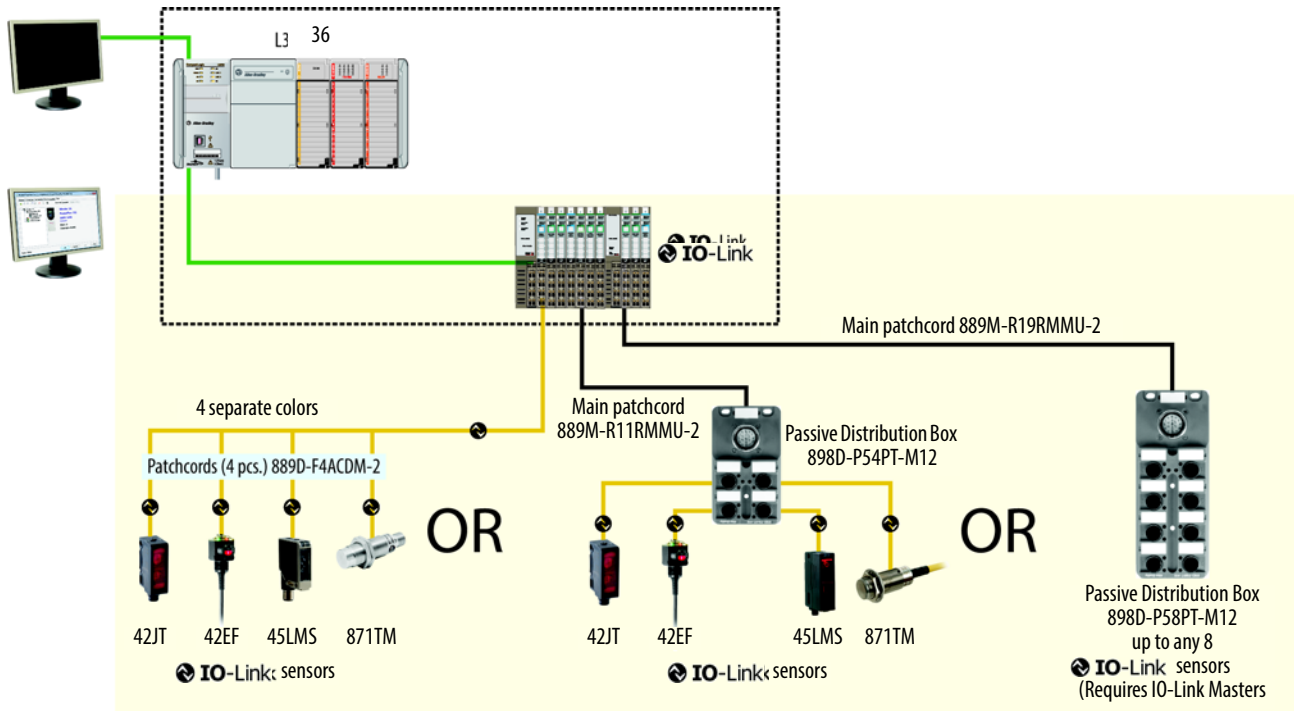 L3 36
IO-Link
IO-Link
Main patchcord 889M-R19RMMU-2
4 separate colors
Patchcords (4 pcs.) 889D-F4ACDM-2
Main patchcord
889M-R11RMMU-2
Passive Distribution Box
898D-P54PT-M12
OR
OR
42JT 42EF 45LMS 871TM
IO-Link sensors
42JT 42EF 45LMS 871TM
IO-Link sensors
Passive Distribution Box
898D-P58PT-M12
up to any 8
IO-Link sensors
(Requires IO-Link Masters